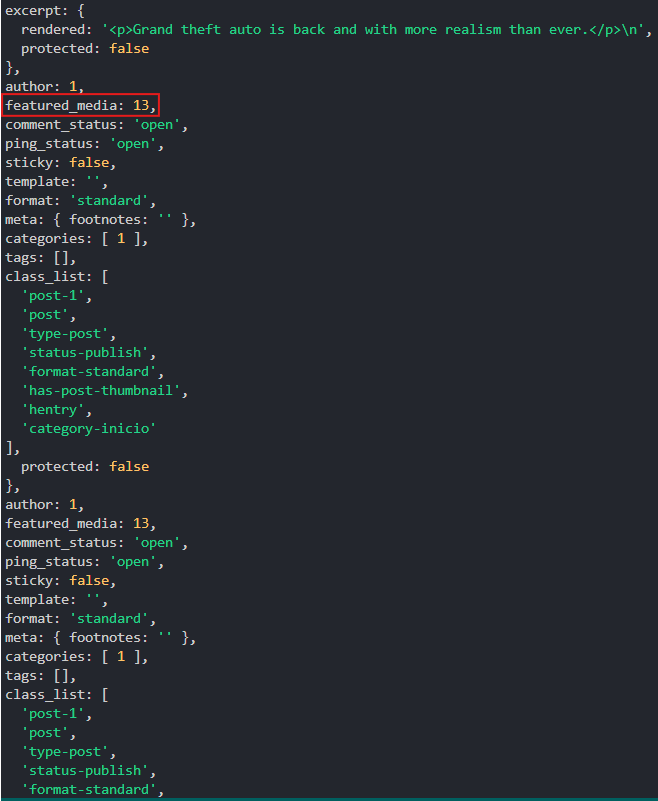 excerpt: {
  rendered: '<p>Grand theft auto is back and with more realism than ever.</p>\n',
  protected: false
},
author: 1,
featured_media: 13,
comment_status: 'open',
ping_status: 'open',
sticky: false,
template: '',
format: 'standard',
meta: { footnotes: '' },
categories: [ 1 ],
tags: [],
class_list: [
  'post-1',
  'post',
  'type-post',
  'status-publish',
  'format-standard',
  'has-post-thumbnail',
  'hentry',
  'category-inicio'
],
  protected: false
},
author: 1,
featured_media: 13,
comment_status: 'open',
ping_status: 'open',
sticky: false,
template: '',
format: 'standard',
meta: { footnotes: '' },
categories: [ 1 ],
tags: [],
class_list: [
  'post-1',
  'post',
  'type-post',
  'status-publish',
  'format-standard',